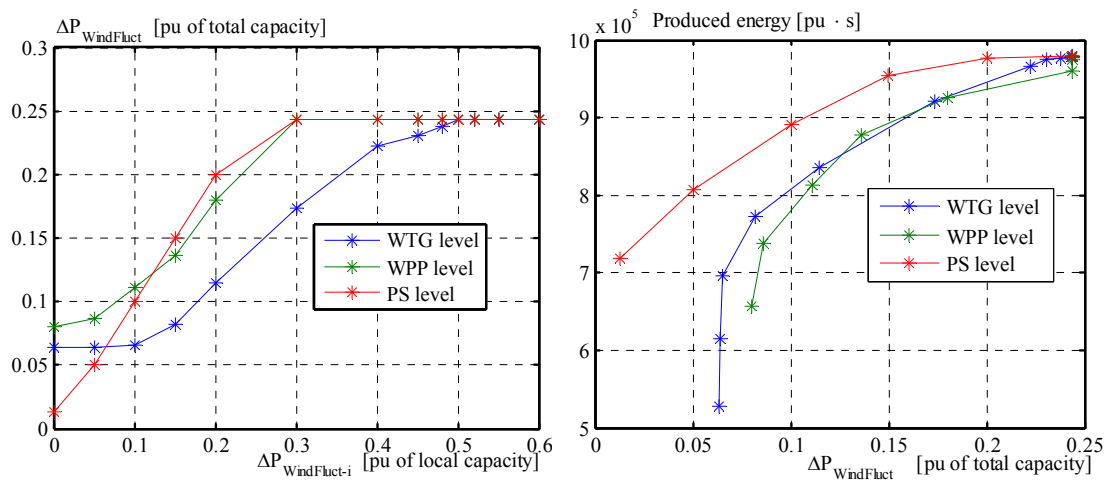 ΔP_WindFluct [pu of total capacity]
0.3
0.25
0.2
0.15
0.1
0.05
0
0 0.1 0.2 0.3 0.4 0.5 0.6
ΔP_WindFluct-i [pu of local capacity]
WTG level
WPP level
PS level
x 10^5 Produced energy [pu · s]
10
9
8
7
6
5
0 0.05 0.1 0.15 0.2 0.25
ΔP_WindFluct [pu of total capacity]
WTG level
WPP level
PS level